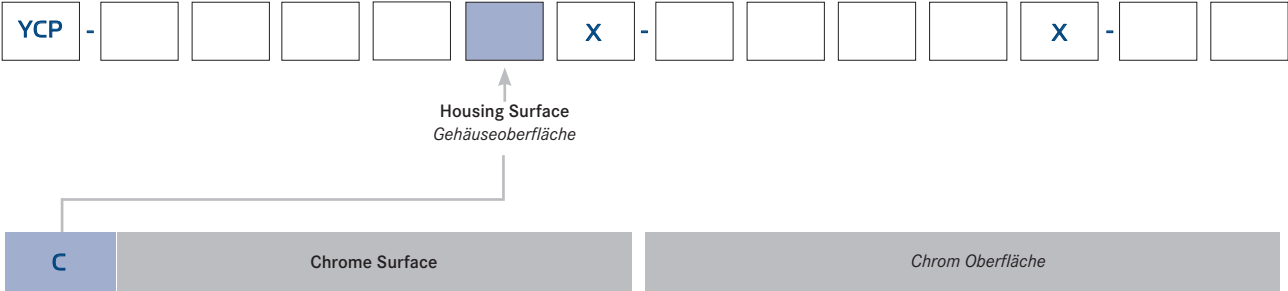 YCP - X - X -
Housing Surface
Gehäuseoberfläche
C Chrome Surface Chrom Oberfläche